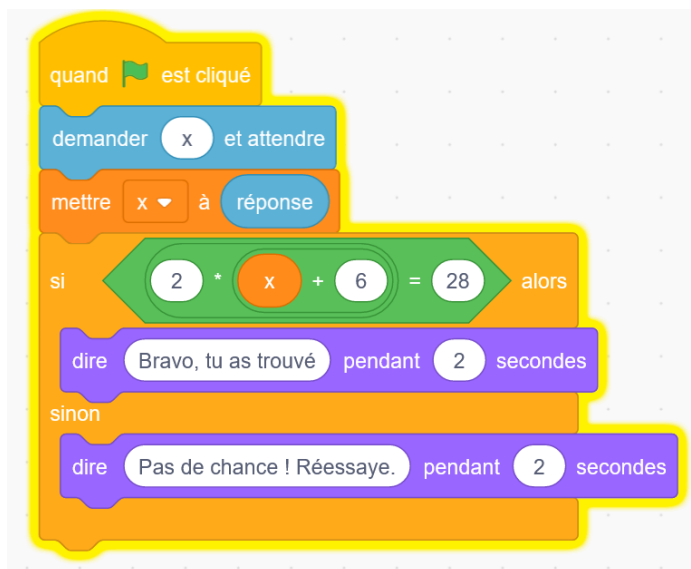 quand est cliqué
demander x et attendre
mettre x à réponse
si 2 * x + 6 = 28 alors
dire Bravo, tu as trouvé pendant 2 secondes
sinon
dire Pas de chance ! Réessaye. pendant 2 secondes